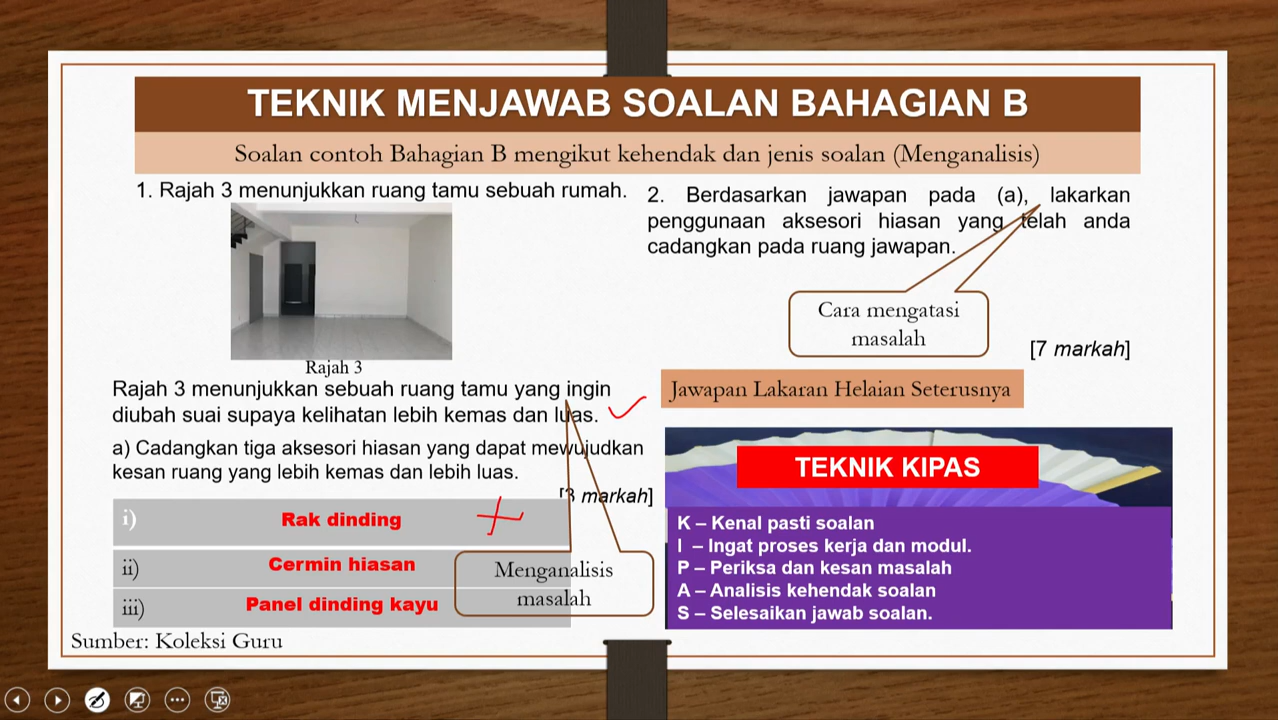 TEKNIK MENJAWAB SOALAN BAHAGIAN B
Soalan contoh Bahagian B mengikut kehendak dan jenis soalan (Menganalisis)
1. Rajah 3 menunjukkan ruang tamu sebuah rumah.
Rajah 3
Rajah 3 menunjukkan sebuah ruang tamu yang ingin
diubah suai supaya kelihatan lebih kemas dan luas.
a) Cadangkan tiga aksesori hiasan yang dapat mewujudkan
kesan ruang yang lebih kemas dan lebih luas.
[3 markah]
i) Rak dinding
ii) Cermin hiasan
iii) Panel dinding kayu
Menganalisis
masalah
Sumber: Koleksi Guru
2. Berdasarkan jawapan pada (a), lakarkan
penggunaan aksesori hiasan yang telah anda
cadangkan pada ruang jawapan.
Cara mengatasi
masalah
[7 markah]
Jawapan Lakaran Helaian Seterusnya
TEKNIK KIPAS
K – Kenal pasti soalan
I – Ingat proses kerja dan modul.
P – Periksa dan kesan masalah
A – Analisis kehendak soalan
S – Selesaikan jawab soalan.